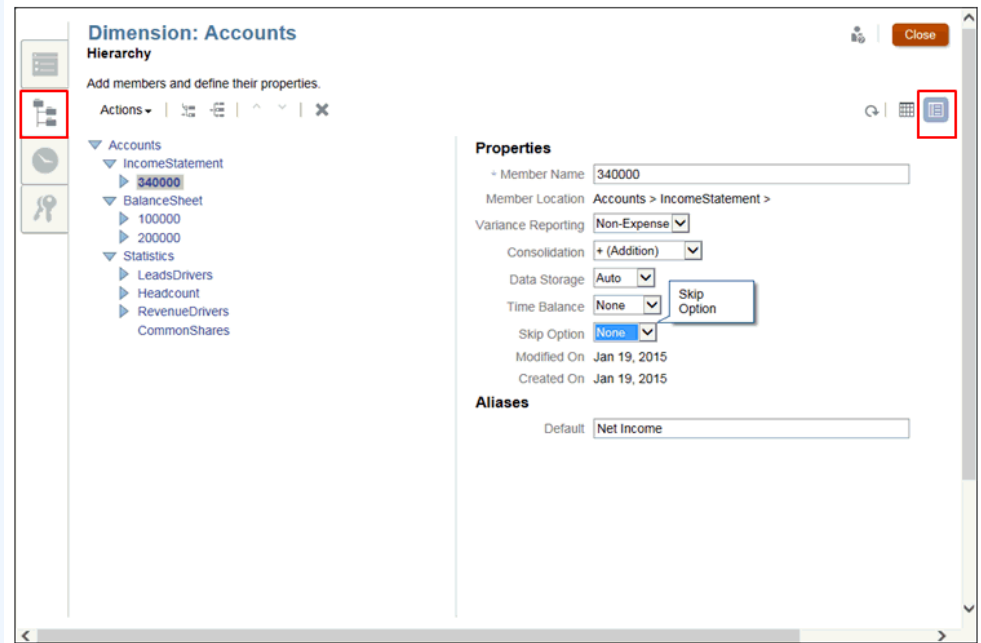 Dimension: Accounts
Close
Hierarchy
Add members and define their properties.
Actions
Accounts
IncomeStatement
340000
BalanceSheet
100000
200000
Statistics
LeadsDrivers
Headcount
RevenueDrivers
CommonShares
Properties
* Member Name 340000
Member Location Accounts > IncomeStatement >
Variance Reporting Non-Expense
Consolidation + (Addition)
Data Storage Auto
Time Balance None
Skip Option None
Skip
Option
Modified On Jan 19, 2015
Created On Jan 19, 2015
Aliases
Default Net Income